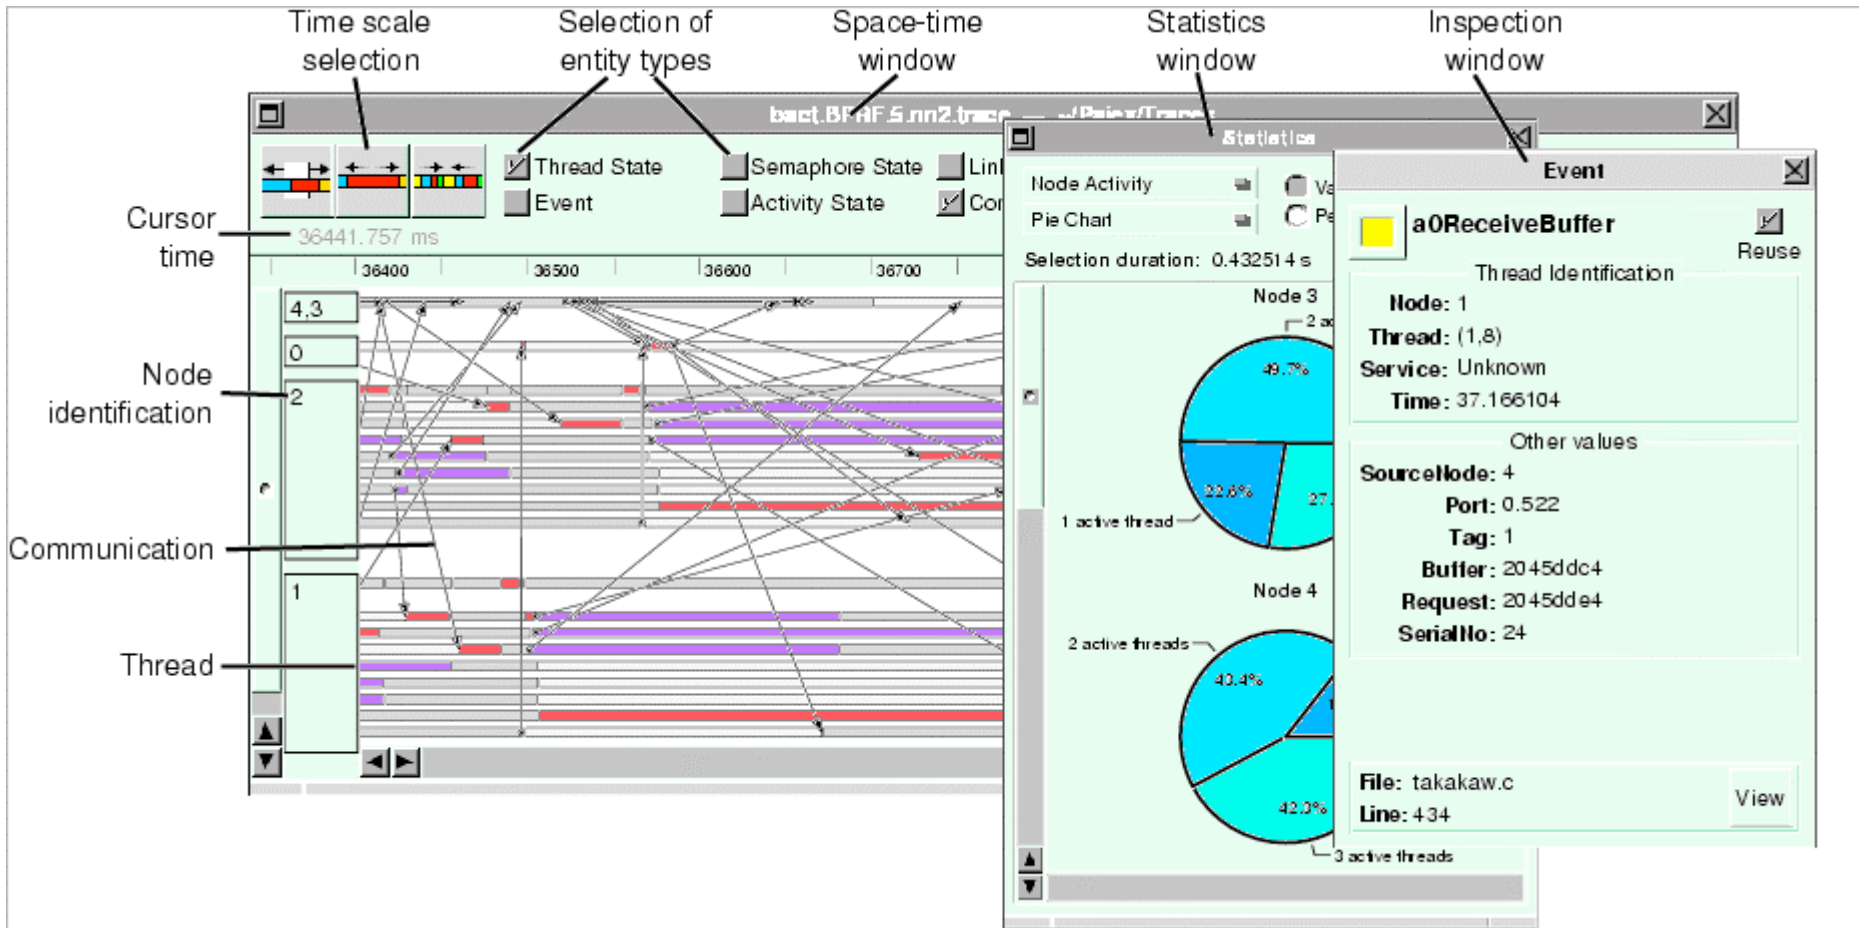 Time scale
selection
Selection of
entity types
Space-time
window
Statistics
window
Inspection
window
Statistics
Thread State
Semaphore State
Event
Activity State
36441.757 ms
Cursor
time
36400
36500
36600
36700
4,3
0
2
1
Node
identification
Communication
Thread
Node Activity
Pie Chart
Selection duration: 0.432514 s
Node 3
49.7%
22.6%
1 active thread
Node 4
2 active threads
43.4%
42.3%
3 active threads
Event
a0ReceiveBuffer
Reuse
Thread Identification
Node: 1
Thread: (1,8)
Service: Unknown
Time: 37.166104
Other values
SourceNode: 4
Port: 0.522
Tag: 1
Buffer: 2045ddc4
Request: 2045dde4
SerialNo: 24
File: takakaw.c
Line: 434
View